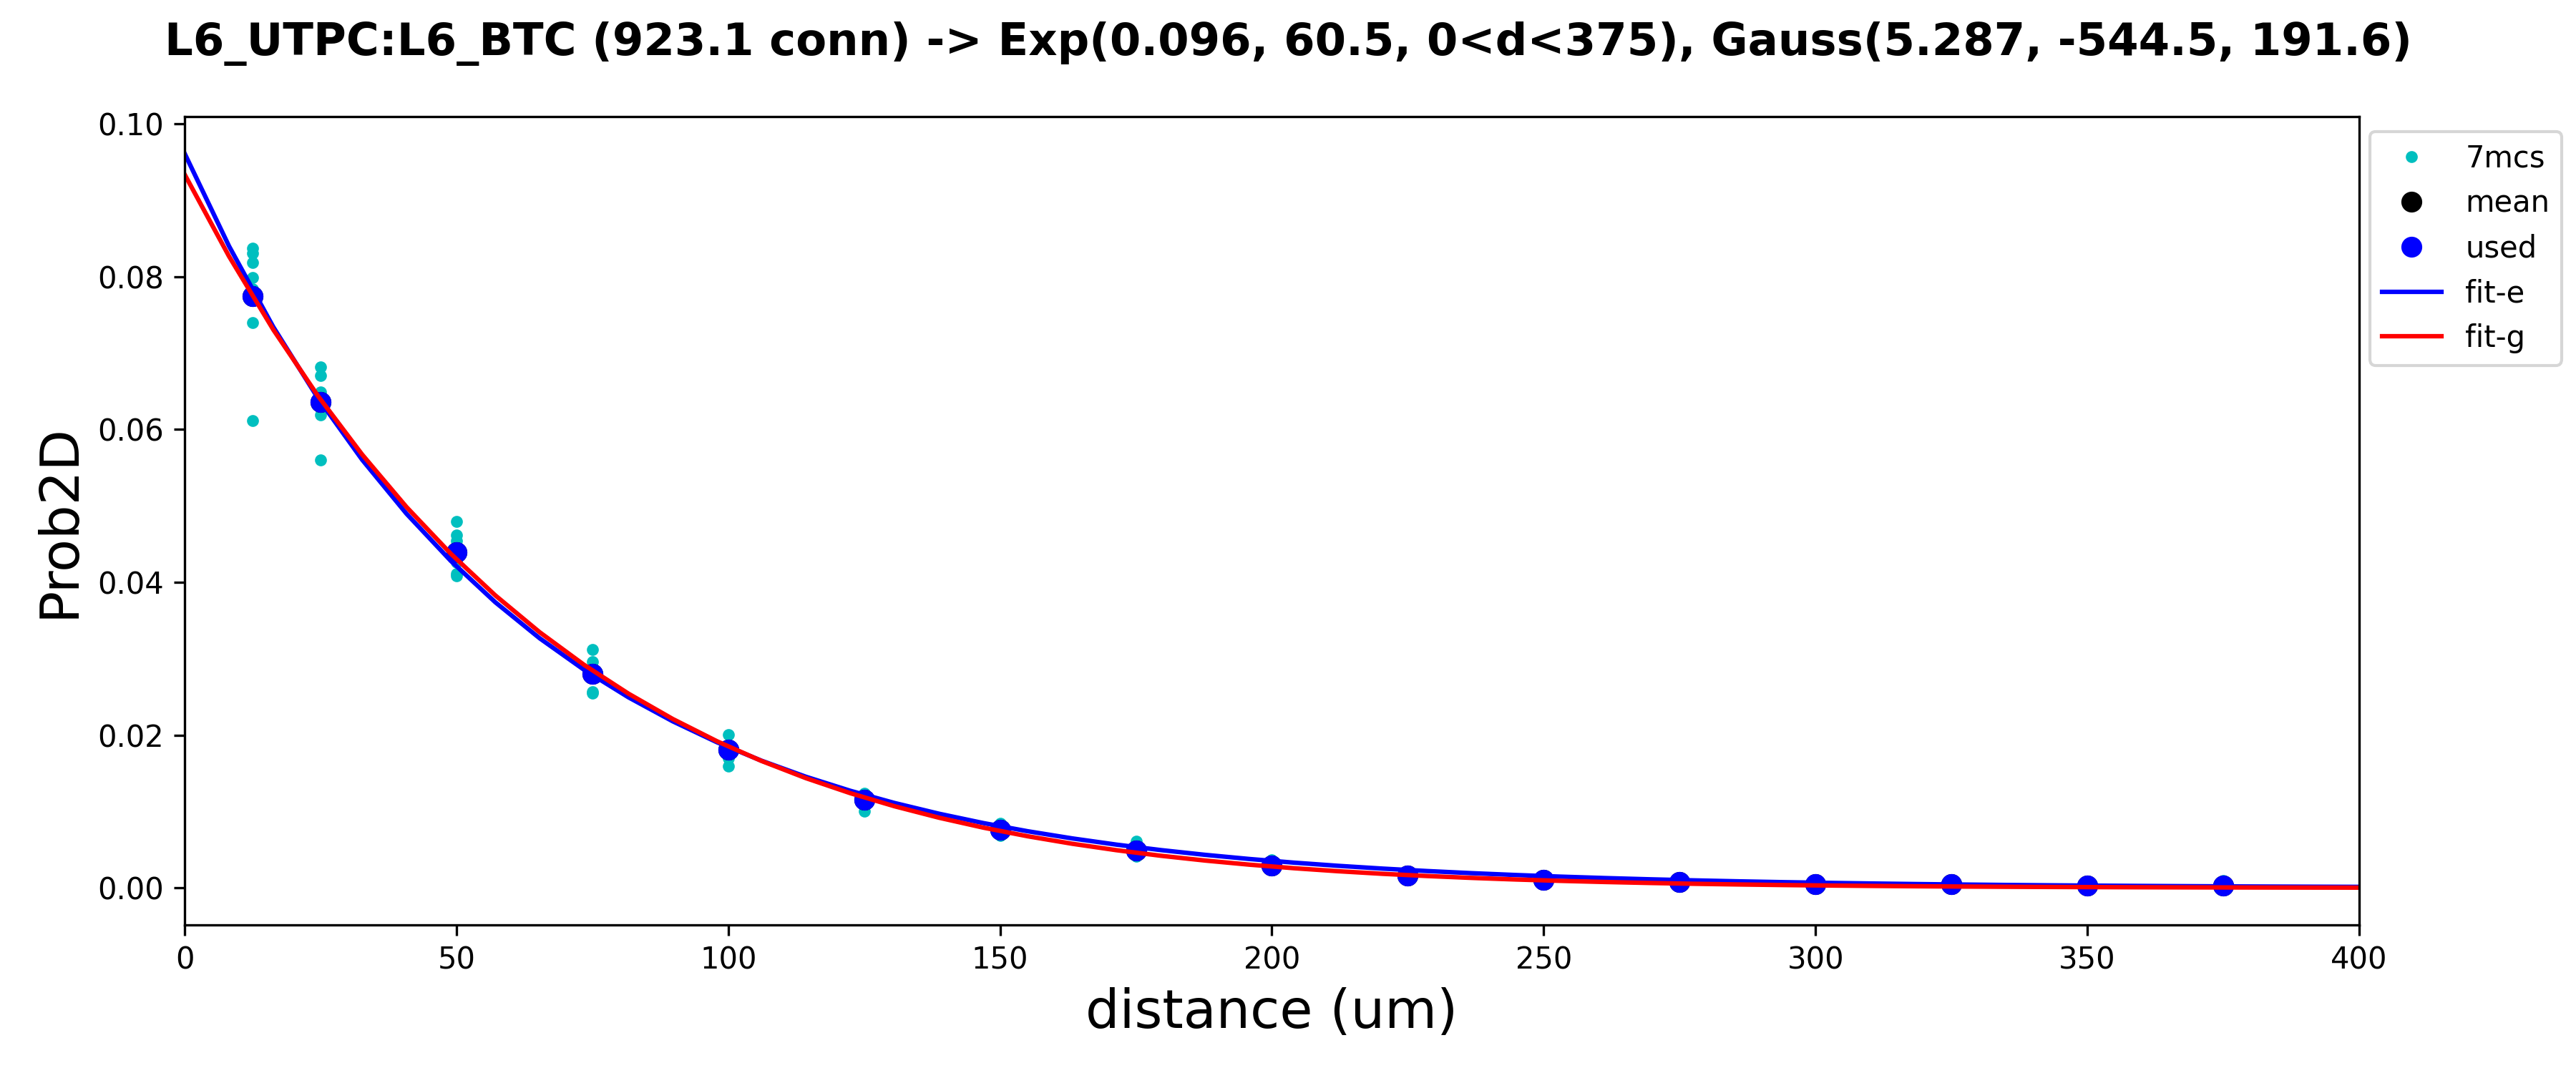 L6_UTPC:L6_BTC (923.1 conn) -> Exp(0.096, 60.5, 0<d<375), Gauss(5.287, -544.5, 191.6)
0.10
0.08
0.06
0.04
0.02
0.00
Prob2D
0 50 100 150 200 250 300 350 400
distance (um)
7mcs
mean
used
fit-e
fit-g